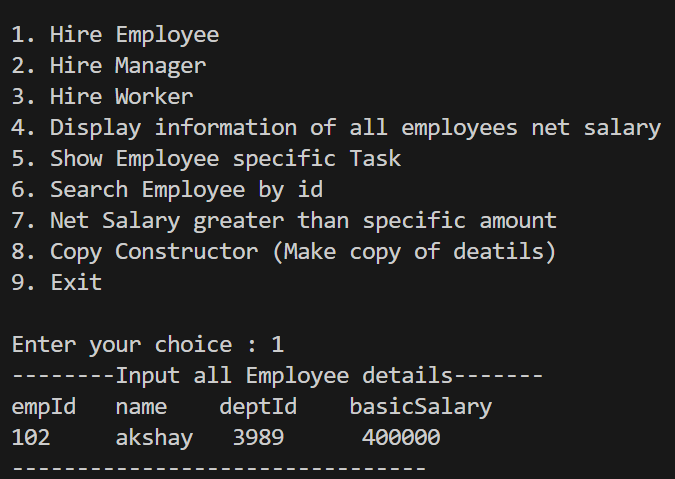 1. Hire Employee
2. Hire Manager
3. Hire Worker
4. Display information of all employees net salary
5. Show Employee specific Task
6. Search Employee by id
7. Net Salary greater than specific amount
8. Copy Constructor (Make copy of deatils)
9. Exit
Enter your choice : 1
--------Input all Employee details-------
empId   name    deptId    basicSalary
102     akshay   3989      400000
--------------------------------